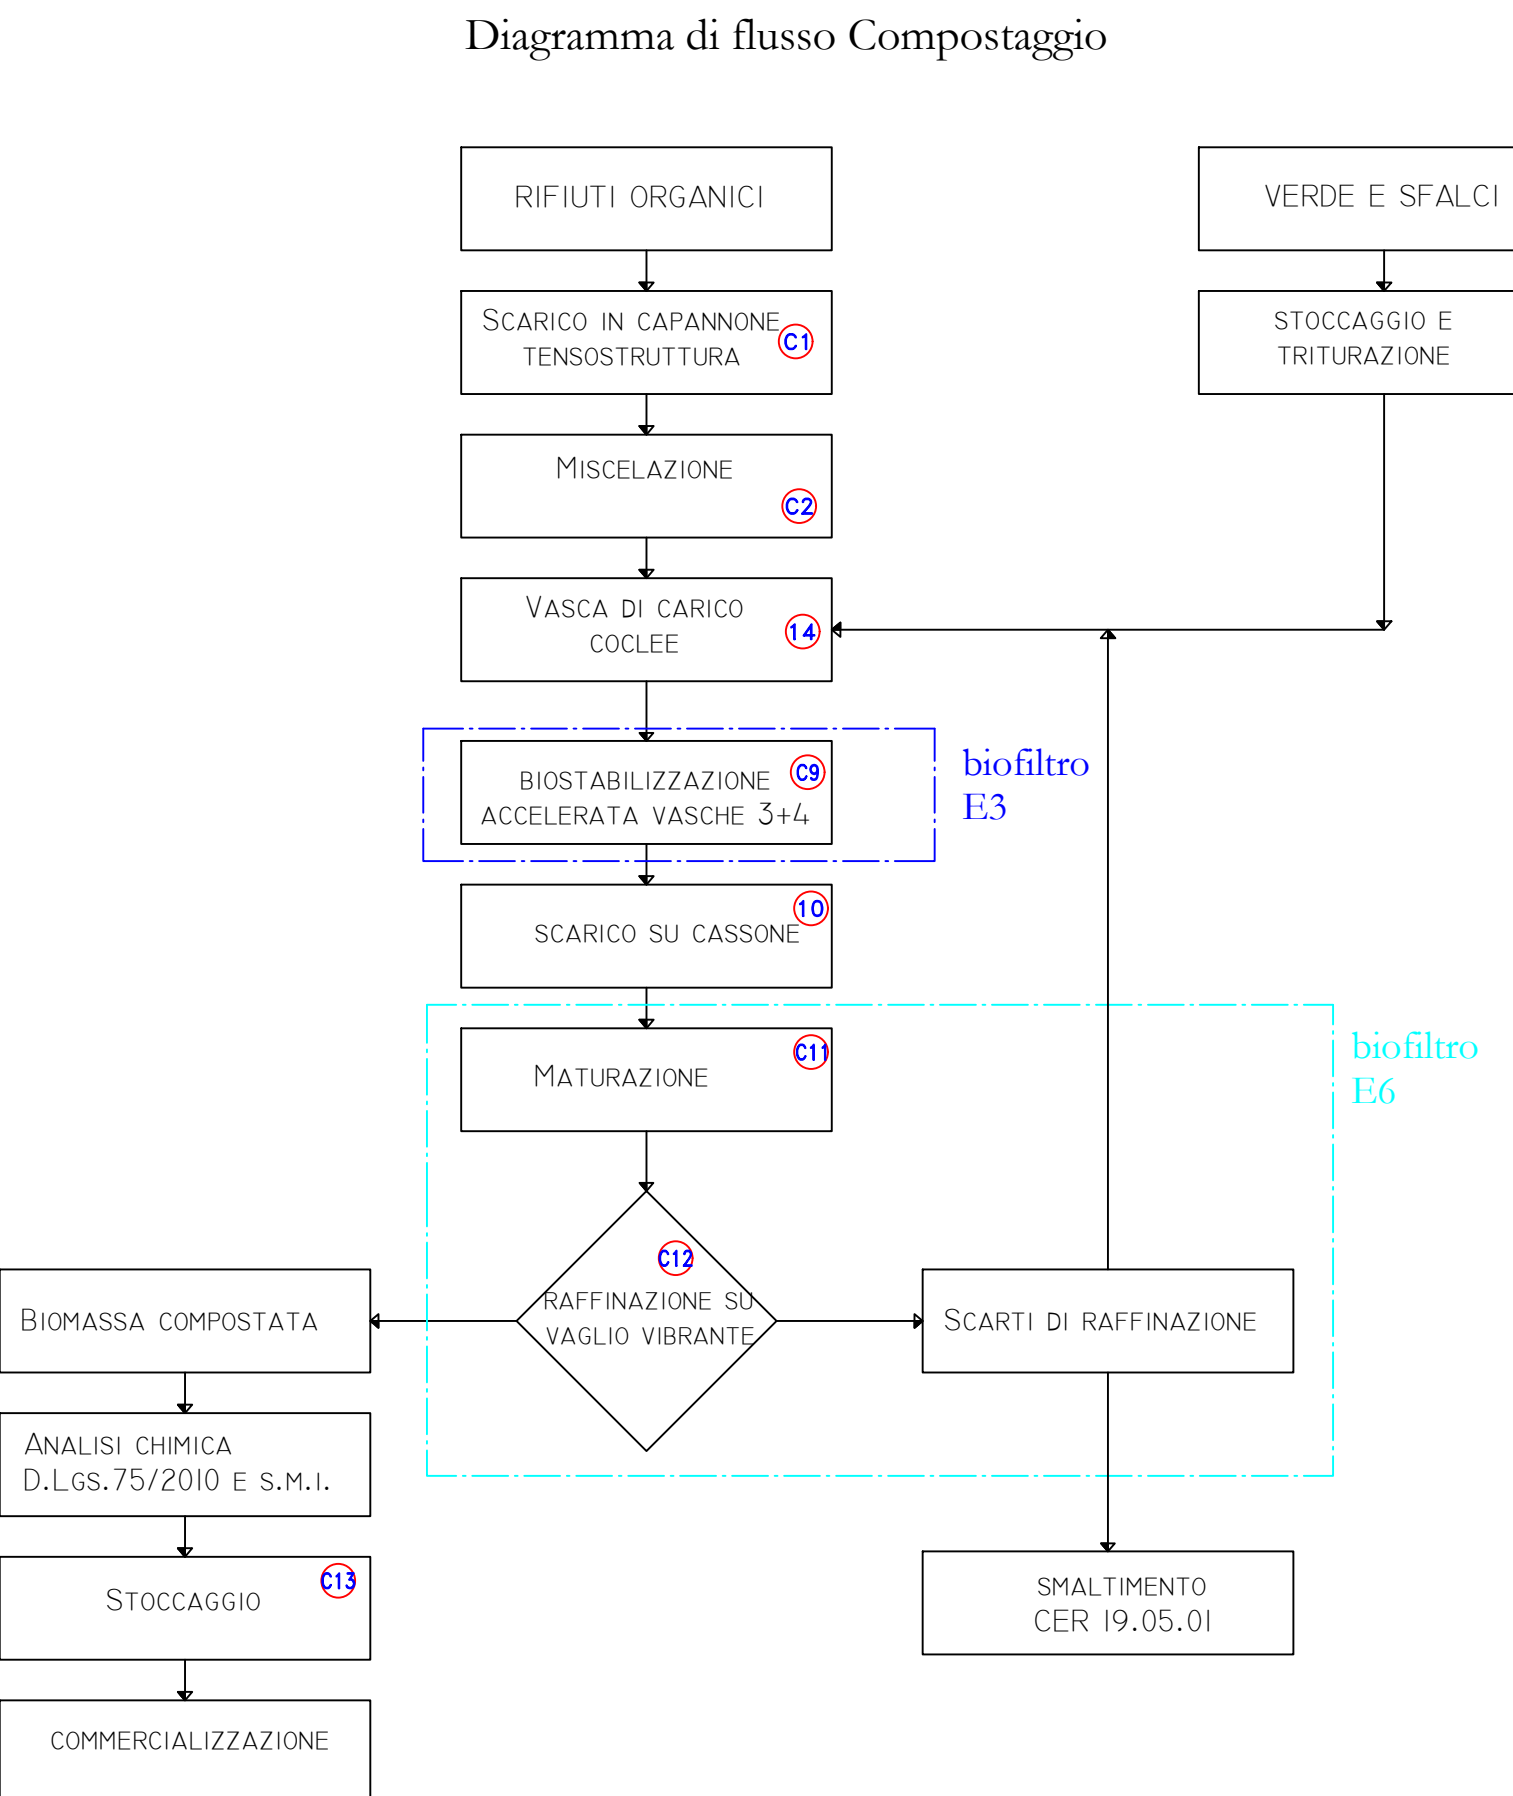 Diagramma di flusso Compostaggio
RIFIUTI ORGANICI
VERDE E SFALCI
SCARICO IN CAPANNONE
TENSOSTRUTTURA
C1
STOCCAGGIO E
TRITURAZIONE
MISCELAZIONE
C2
VASCA DI CARICO
COCLEE
14
BIOSTABILIZZAZIONE
ACCELERATA VASCHE 3+4
C9
biofiltro
E3
SCARICO SU CASSONE
10
MATURAZIONE
C11
biofiltro
E6
C12
RAFFINAZIONE SU
VAGLIO VIBRANTE
BIOMASSA COMPOSTATA
SCARTI DI RAFFINAZIONE
ANALISI CHIMICA
D.LGS.75/2010 E S.M.I.
STOCCAGGIO
C13
SMALTIMENTO
CER 19.05.01
COMMERCIALIZZAZIONE